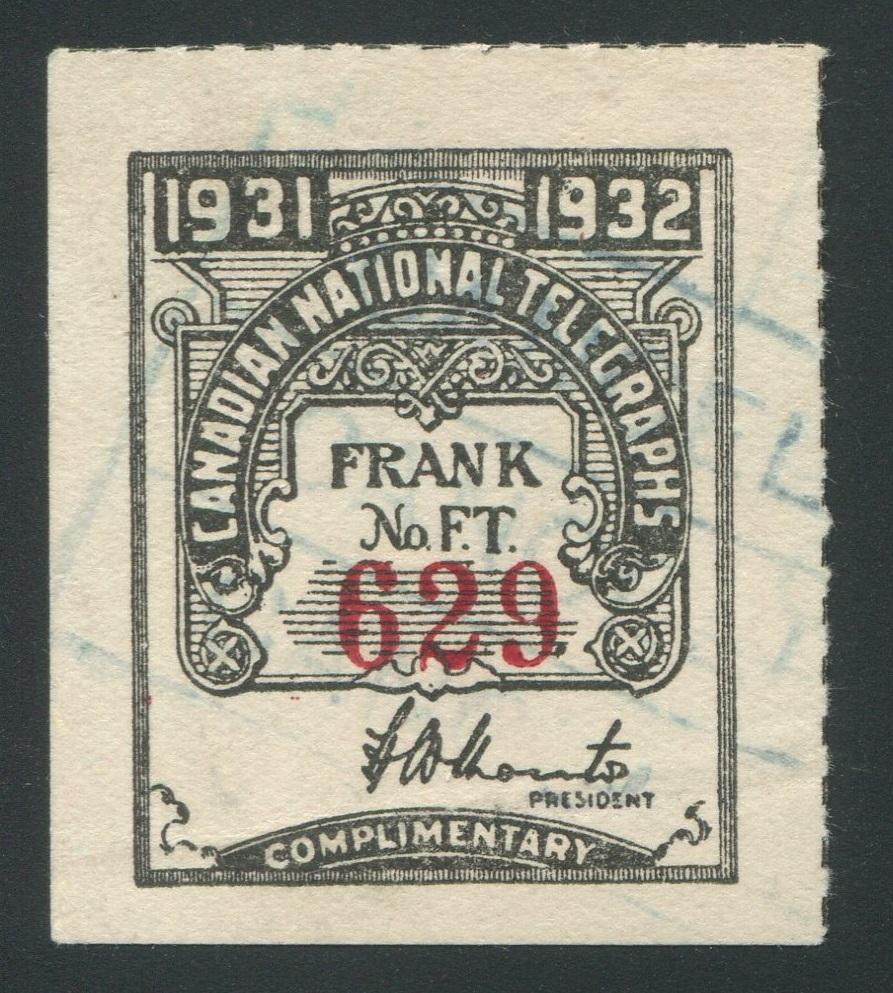 1931 1932
CANADIAN NATIONAL TELEGRAPHS
FRANK
No. F.T.
629
PRESIDENT
COMPLIMENTARY